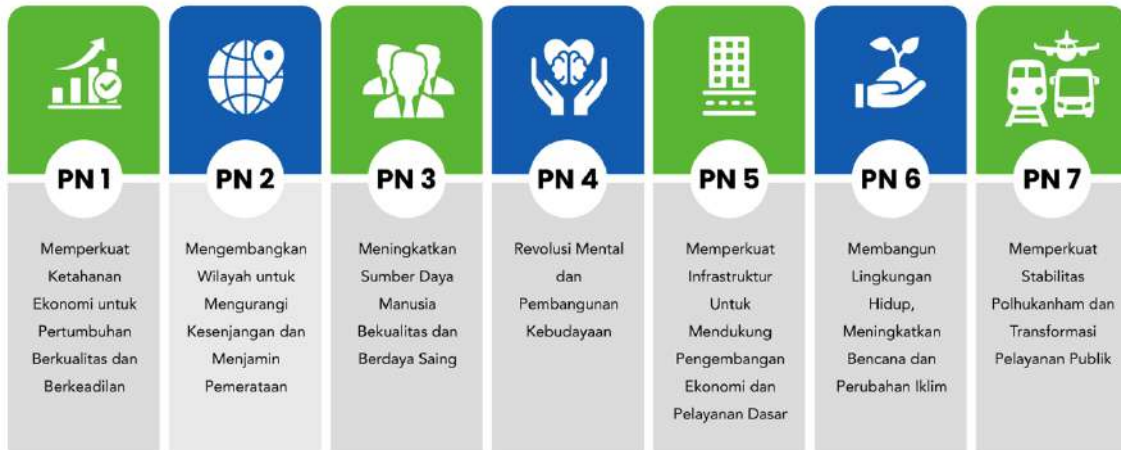 PN 1
Memperkuat
Ketahanan
Ekonomi untuk
Pertumbuhan
Berkualitas dan
Berkeadilan
PN 2
Mengembangkan
Wilayah untuk
Mengurangi
Kesenjangan dan
Menjamin
Pemerataan
PN 3
Meningkatkan
Sumber Daya
Manusia
Bekualitas dan
Berdaya Saing
PN 4
Revolusi Mental
dan
Pembangunan
Kebudayaan
PN 5
Memperkuat
Infrastruktur
Untuk
Mendukung
Pengembangan
Ekonomi dan
Pelayanan Dasar
PN 6
Membangun
Lingkungan
Hidup,
Meningkatkan
Bencana dan
Perubahan Iklim
PN 7
Memperkuat
Stabilitas
Polhukanham dan
Transformasi
Pelayanan Publik